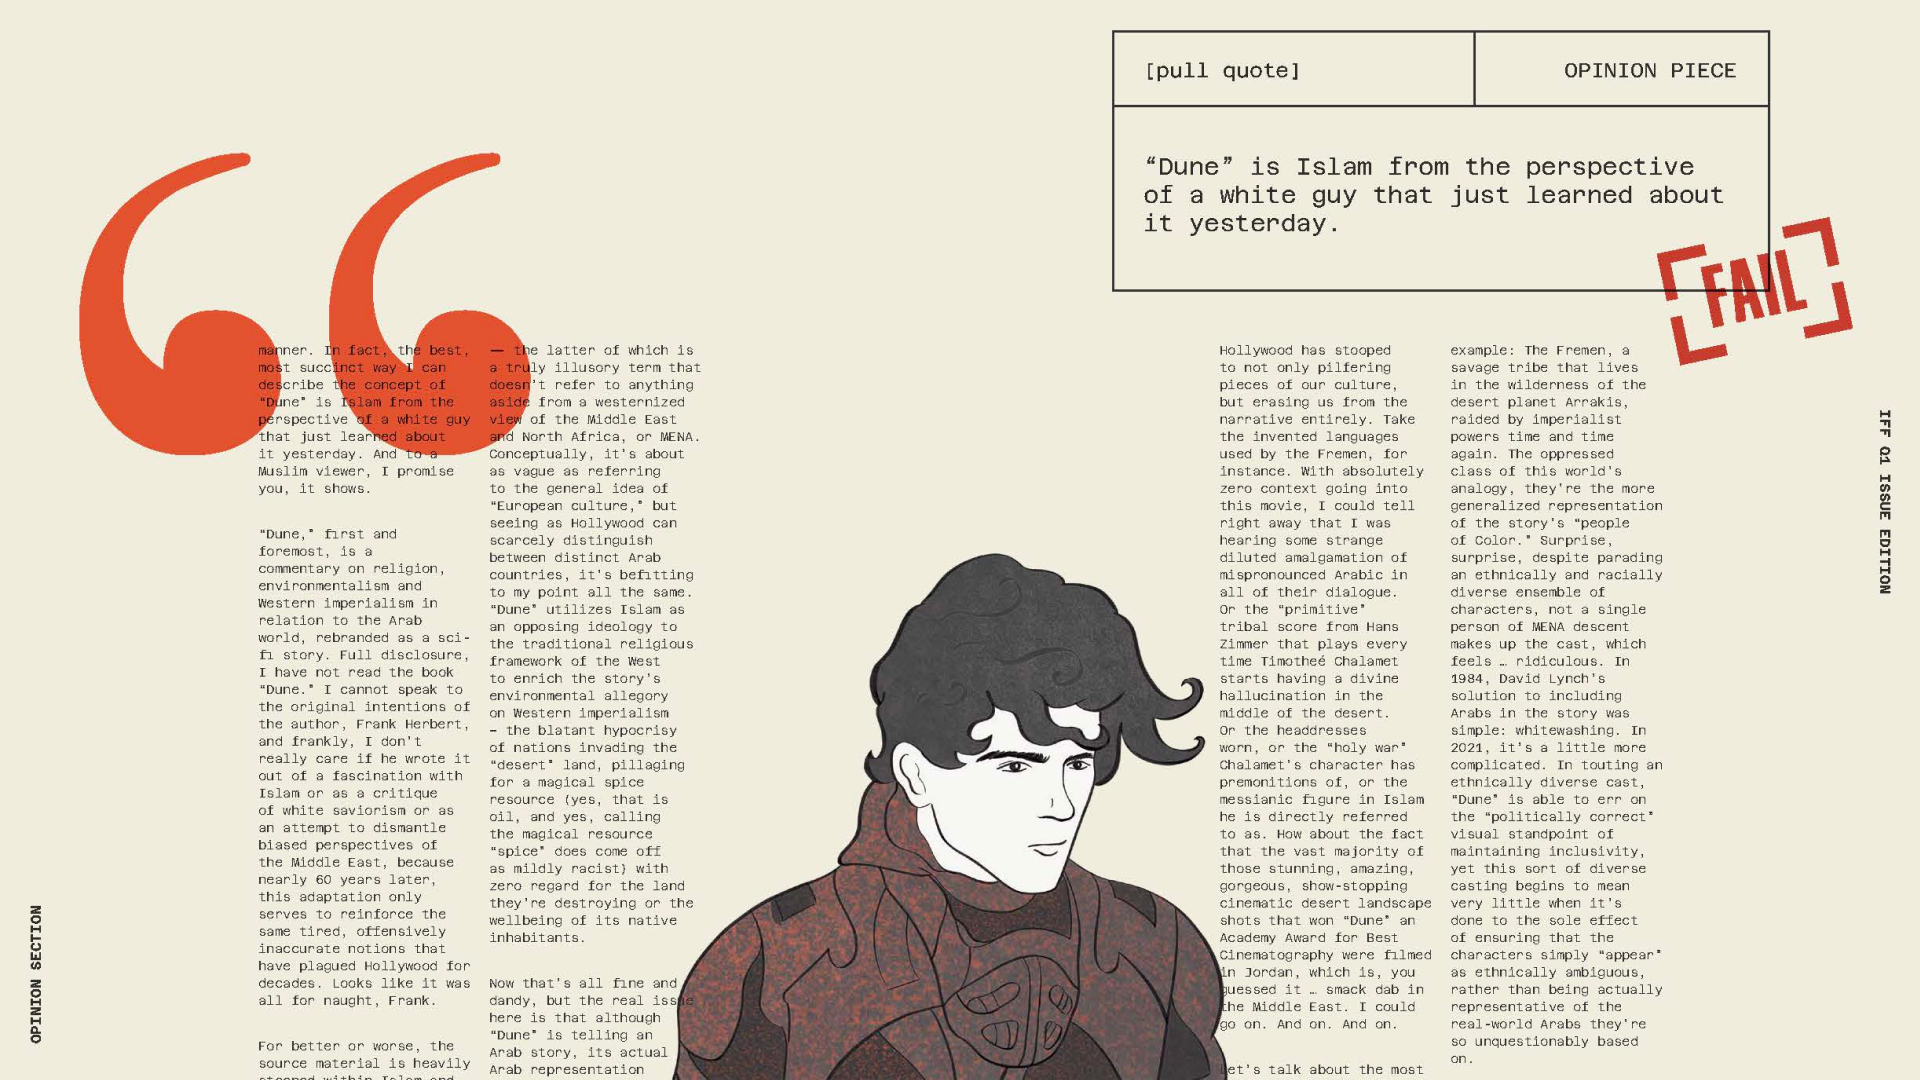 [pull quote]
OPINION PIECE
“Dune” is Islam from the perspective
of a white guy that just learned about
it yesterday.
FAIL
manner. In fact, the best,
most succinct way I can
describe the concept of
“Dune” is Islam from the
perspective of a white guy
that just learned about
it yesterday. And to a
Muslim viewer, I promise
you, it shows.
“Dune,” first and
foremost, is a
commentary on religion,
environmentalism and
Western imperialism in
relation to the Arab
world, rebranded as a sci-
fi story. Full disclosure,
I have not read the book
“Dune.” I cannot speak to
the original intentions of
the author, Frank Herbert,
and frankly, I don't
really care if he wrote it
out of a fascination with
Islam or as a critique
of white saviorism or as
an attempt to dismantle
biased perspectives of
the Middle East, because
nearly 60 years later,
this adaptation only
serves to reinforce the
same tired, offensively
inaccurate notions that
have plagued Hollywood for
decades. Looks like it was
all for naught, Frank.
For better or worse, the
source material is heavily
steeped within Islam and
— the latter of which is
a truly illusory term that
doesn't refer to anything
aside from a westernized
view of the Middle East
and North Africa, or MENA.
Conceptually, it's about
as vague as referring
to the general idea of
“European culture,” but
seeing as Hollywood can
scarcely distinguish
between distinct Arab
countries, it's befitting
to my point all the same.
“Dune” utilizes Islam as
an opposing ideology to
the traditional religious
framework of the West
to enrich the story's
environmental allegory
on Western imperialism
– the blatant hypocrisy
of nations invading the
“desert” land, pillaging
for a magical spice
resource (yes, that is
oil, and yes, calling
the magical resource
“spice” does come off
as mildly racist) with
zero regard for the land
they're destroying or the
wellbeing of its native
inhabitants.
Now that's all fine and
dandy, but the real issue
here is that although
“Dune” is telling an
Arab story, its actual
Arab representation
Hollywood has stooped
to not only pilfering
pieces of our culture,
but erasing us from the
narrative entirely. Take
the invented languages
used by the Fremen, for
instance. With absolutely
zero context going into
this movie, I could tell
right away that I was
hearing some strange
diluted amalgamation of
mispronounced Arabic in
all of their dialogue.
Or the “primitive”
tribal score from Hans
Zimmer that plays every
time Timotheé Chalamet
starts having a divine
hallucination in the
middle of the desert.
Or the headdresses
worn, or the “holy war”
Chalamet's character has
premonitions of, or the
messianic figure in Islam
he is directly referred
to as. How about the fact
that the vast majority of
those stunning, amazing,
gorgeous, show-stopping
cinematic desert landscape
shots that won “Dune” an
Academy Award for Best
Cinematography were filmed
in Jordan, which is, you
guessed it … smack dab in
the Middle East. I could
go on. And on. And on.
Let's talk about the most
example: The Fremen, a
savage tribe that lives
in the wilderness of the
desert planet Arrakis,
raided by imperialist
powers time and time
again. The oppressed
class of this world's
analogy, they're the more
generalized representation
of the story's “people
of Color.” Surprise,
surprise, despite parading
an ethnically and racially
diverse ensemble of
characters, not a single
person of MENA descent
makes up the cast, which
feels … ridiculous. In
1984, David Lynch's
solution to including
Arabs in the story was
simple: whitewashing. In
2021, it's a little more
complicated. In touting an
ethnically diverse cast,
“Dune” is able to err on
the “politically correct”
visual standpoint of
maintaining inclusivity,
yet this sort of diverse
casting begins to mean
very little when it's
done to the sole effect
of ensuring that the
characters simply “appear”
as ethnically ambiguous,
rather than being actually
representative of the
real-world Arabs they're
so unquestionably based
on.
IFF Q1 ISSUE EDITION
OPINION SECTION